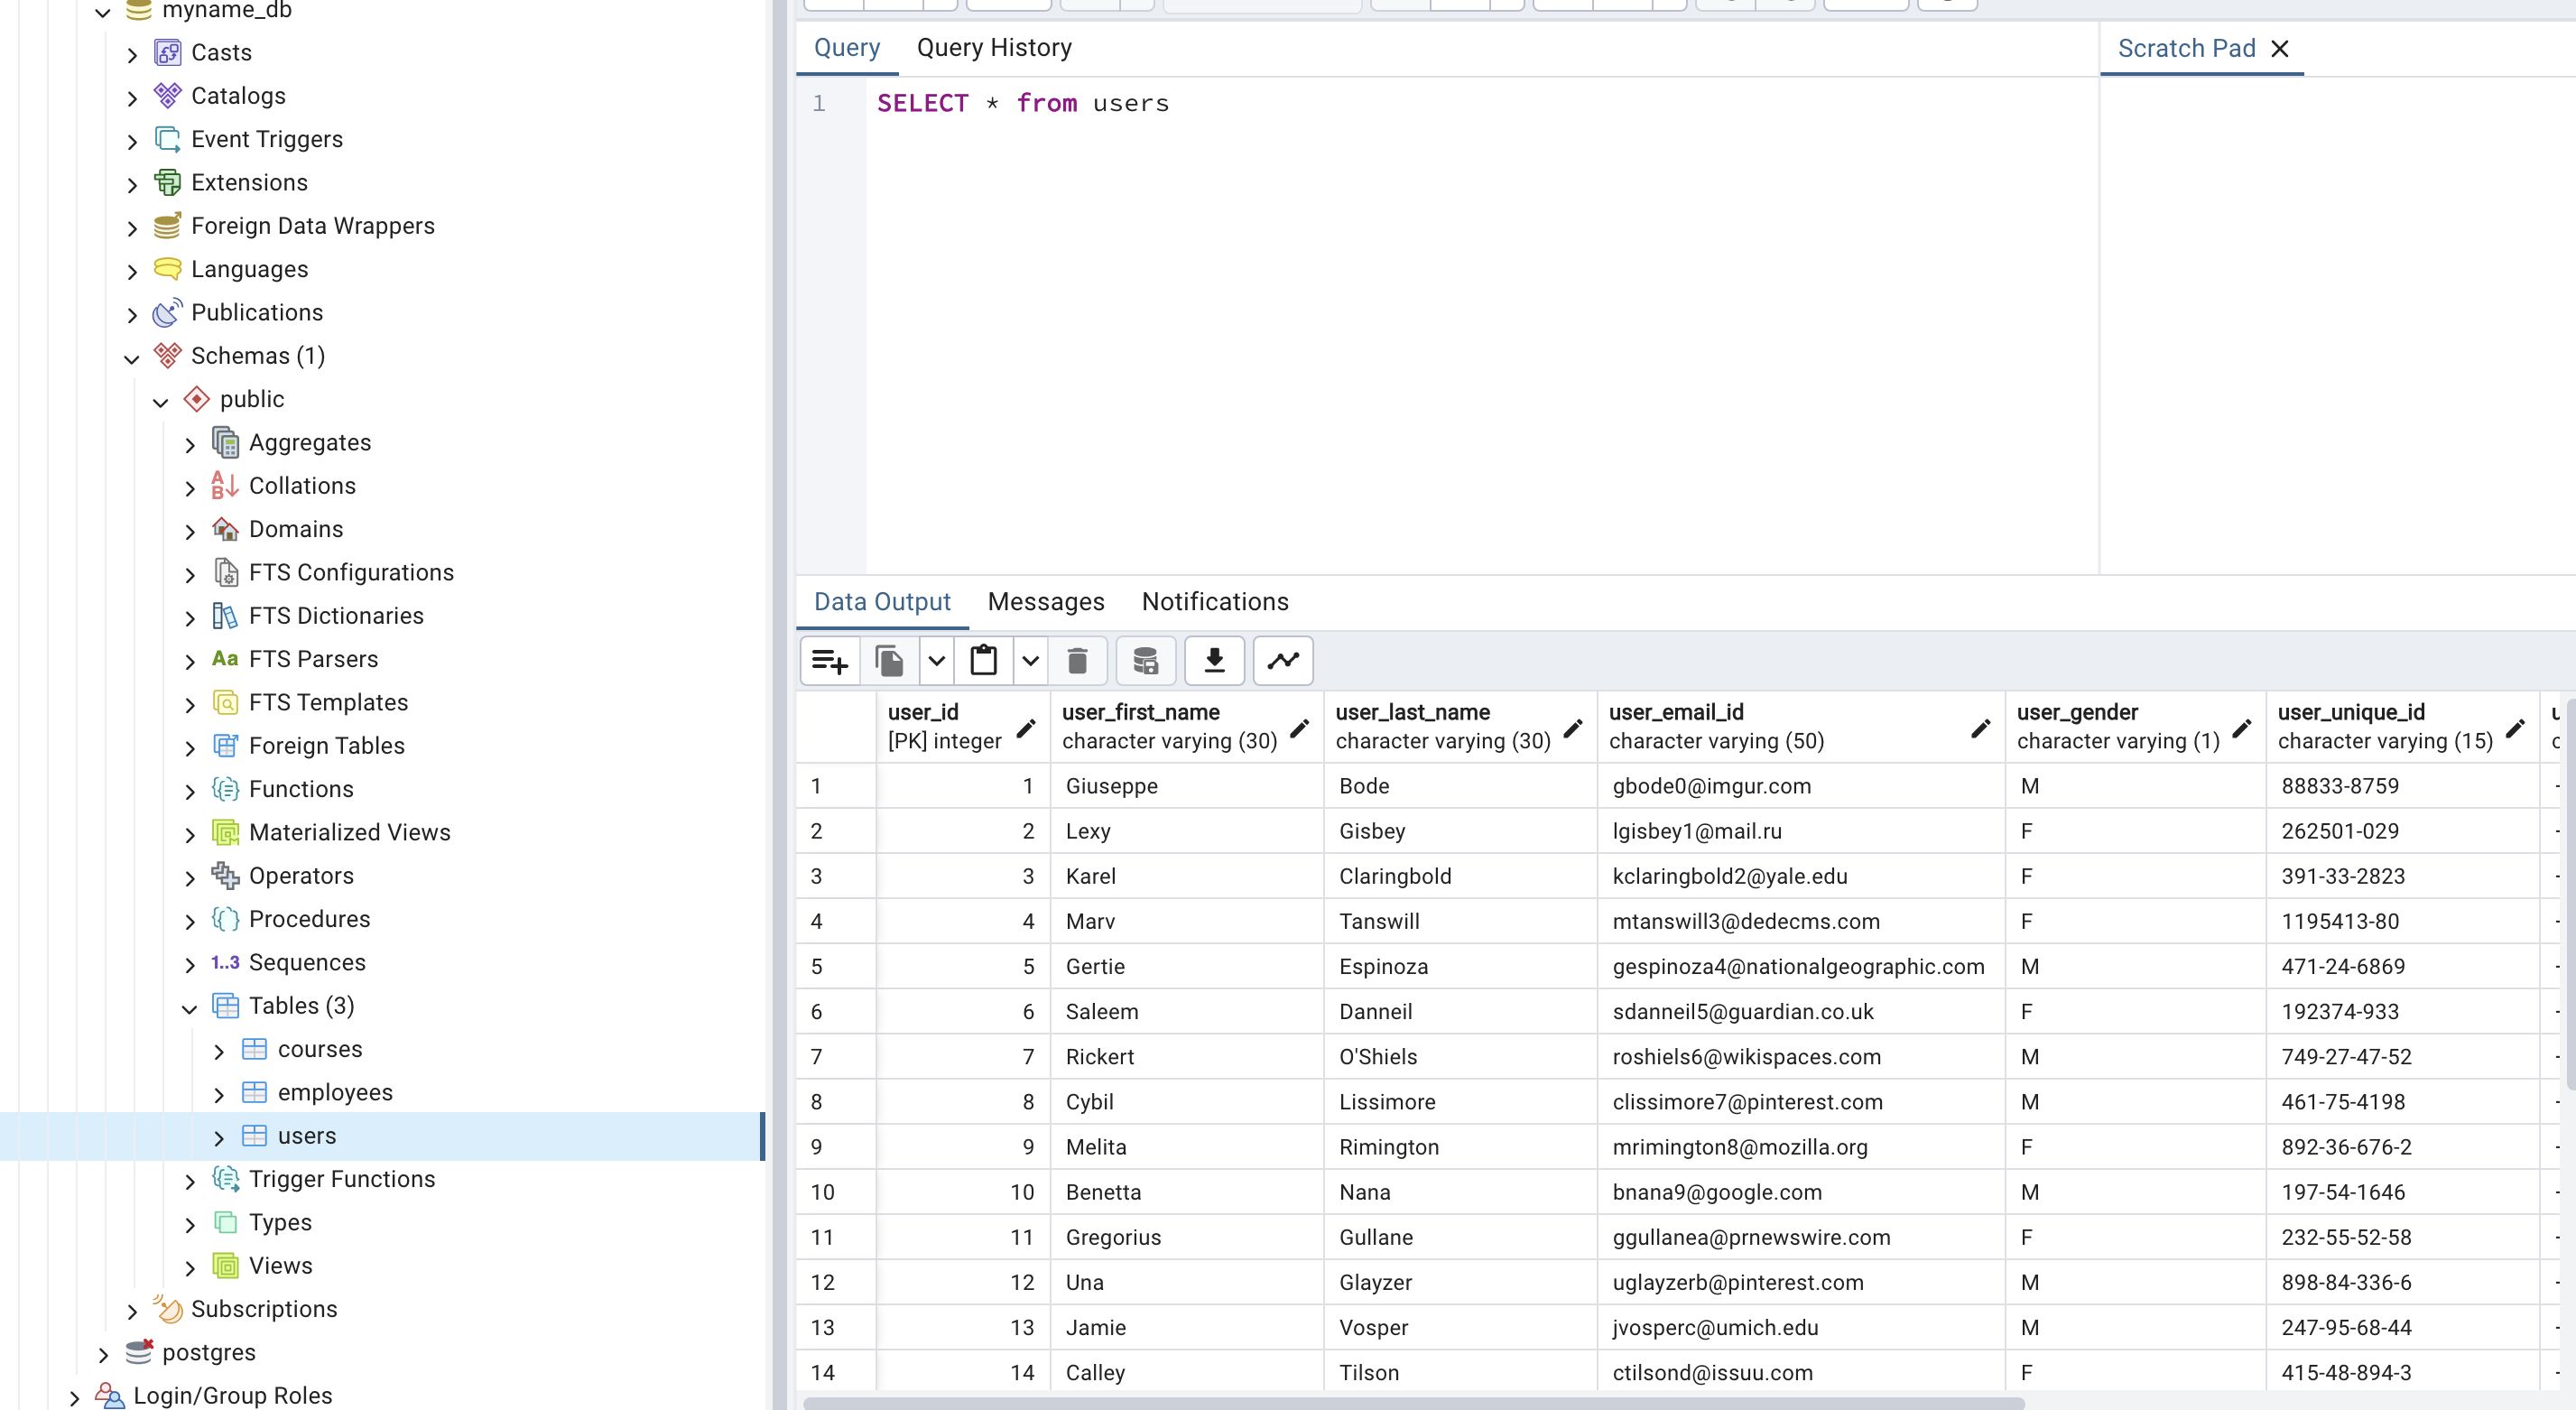 myname_db
Casts
Catalogs
Event Triggers
Extensions
Foreign Data Wrappers
Languages
Publications
Schemas (1)
public
Aggregates
Collations
Domains
FTS Configurations
FTS Dictionaries
Aa FTS Parsers
FTS Templates
Foreign Tables
Functions
Materialized Views
Operators
Procedures
1..3 Sequences
Tables (3)
courses
employees
users
Trigger Functions
Types
Views
Subscriptions
postgres
Login/Group Roles
Query Query History
Scratch Pad
1 SELECT * from users
Data Output Messages Notifications
user_id user_first_name user_last_name user_email_id user_gender user_unique_id
[PK] integer character varying (30) character varying (30) character varying (50) character varying (1) character varying (15)
1 1 Giuseppe Bode gbode0@imgur.com M 88833-8759
2 2 Lexy Gisbey lgisbey1@mail.ru F 262501-029
3 3 Karel Claringbold kclaringbold2@yale.edu F 391-33-2823
4 4 Marv Tanswill mtanswill3@dedecms.com F 1195413-80
5 5 Gertie Espinoza gespinoza4@nationalgeographic.com M 471-24-6869
6 6 Saleem Danneil sdanneil5@guardian.co.uk F 192374-933
7 7 Rickert O'Shiels roshiels6@wikispaces.com M 749-27-47-52
8 8 Cybil Lissimore clissimore7@pinterest.com M 461-75-4198
9 9 Melita Rimington mrimington8@mozilla.org F 892-36-676-2
10 10 Benetta Nana bnana9@google.com M 197-54-1646
11 11 Gregorius Gullane ggullanea@prnewswire.com F 232-55-52-58
12 12 Una Glayzer uglayzerb@pinterest.com M 898-84-336-6
13 13 Jamie Vosper jvosperc@umich.edu M 247-95-68-44
14 14 Calley Tilson ctilsond@issuu.com F 415-48-894-3